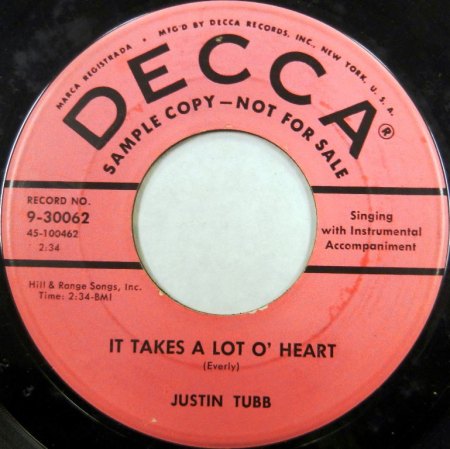 MARCA REGISTRADA • MFG'D BY DECCA RECORDS, INC., NEW YORK, U. S. A.
DECCA®
SAMPLE COPY—NOT FOR SALE
RECORD NO.
9-30062
45-100462
2:34
Singing
with Instrumental
Accompaniment
Hill & Range Songs, Inc.
Time: 2:34-BMI
IT TAKES A LOT O' HEART
(Everly)
JUSTIN TUBB